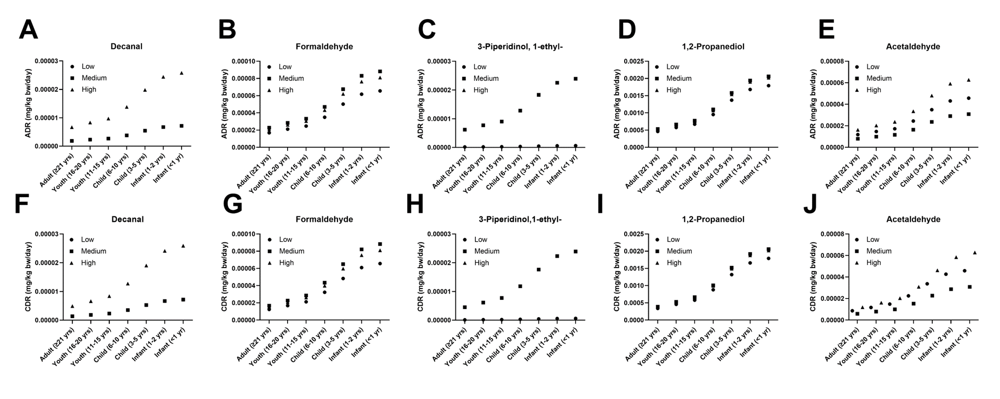 A
Decanal
ADR (mg/kg bw/day)
0.00003
0.00002
0.00001
0.00000
Low
Medium
High
Adult (≥21 yrs)
Youth (16-20 yrs)
Youth (11-15 yrs)
Child (6-10 yrs)
Child (3-5 yrs)
Infant (1-2 yrs)
Infant (<1 yr)
B
Formaldehyde
ADR (mg/kg bw/day)
0.00010
0.00008
0.00006
0.00004
0.00002
0.00000
Low
Medium
High
Adult (≥21 yrs)
Youth (16-20 yrs)
Youth (11-15 yrs)
Child (6-10 yrs)
Child (3-5 yrs)
Infant (1-2 yrs)
Infant (<1 yr)
C
3-Piperidinol, 1-ethyl-
ADR (mg/kg bw/day)
0.00003
0.00002
0.00001
0.00000
Low
Medium
High
Adult (≥21 yrs)
Youth (16-20 yrs)
Youth (11-15 yrs)
Child (6-10 yrs)
Child (3-5 yrs)
Infant (1-2 yrs)
Infant (<1 yr)
D
1,2-Propanediol
ADR (mg/kg bw/day)
0.0025
0.0020
0.0015
0.0010
0.0005
0.0000
Low
Medium
High
Adult (≥21 yrs)
Youth (16-20 yrs)
Youth (11-15 yrs)
Child (6-10 yrs)
Child (3-5 yrs)
Infant (1-2 yrs)
Infant (<1 yr)
E
Acetaldehyde
ADR (mg/kg bw/day)
0.00008
0.00006
0.00004
0.00002
0.00000
Low
Medium
High
Adult (≥21 yrs)
Youth (16-20 yrs)
Youth (11-15 yrs)
Child (6-10 yrs)
Child (3-5 yrs)
Infant (1-2 yrs)
Infant (<1 yr)
F
Decanal
CDR (mg/kg bw/day)
0.00003
0.00002
0.00001
0.00000
Low
Medium
High
Adult (≥21 yrs)
Youth (16-20 yrs)
Youth (11-15 yrs)
Child (6-10 yrs)
Child (3-5 yrs)
Infant (1-2 yrs)
Infant (<1 yr)
G
Formaldehyde
CDR (mg/kg bw/day)
0.00010
0.00008
0.00006
0.00004
0.00002
0.00000
Low
Medium
High
Adult (≥21 yrs)
Youth (16-20 yrs)
Youth (11-15 yrs)
Child (6-10 yrs)
Child (3-5 yrs)
Infant (1-2 yrs)
Infant (<1 yr)
H
3-Piperidinol,1-ethyl-
CDR (mg/kg bw/day)
0.00003
0.00002
0.00001
0.00000
Low
Medium
High
Adult (≥21 yrs)
Youth (16-20 yrs)
Youth (11-15 yrs)
Child (6-10 yrs)
Child (3-5 yrs)
Infant (1-2 yrs)
Infant (<1 yr)
I
1,2-Propanediol
CDR (mg/kg bw/day)
0.0025
0.0020
0.0015
0.0010
0.0005
0.0000
Low
Medium
High
Adult (≥21 yrs)
Youth (16-20 yrs)
Youth (11-15 yrs)
Child (6-10 yrs)
Child (3-5 yrs)
Infant (1-2 yrs)
Infant (<1 yr)
J
Acetaldehyde
CDR (mg/kg bw/day)
0.00008
0.00006
0.00004
0.00002
0.00000
Low
Medium
High
Adult (≥21 yrs)
Youth (16-20 yrs)
Youth (11-15 yrs)
Child (6-10 yrs)
Child (3-5 yrs)
Infant (1-2 yrs)
Infant (<1 yr)